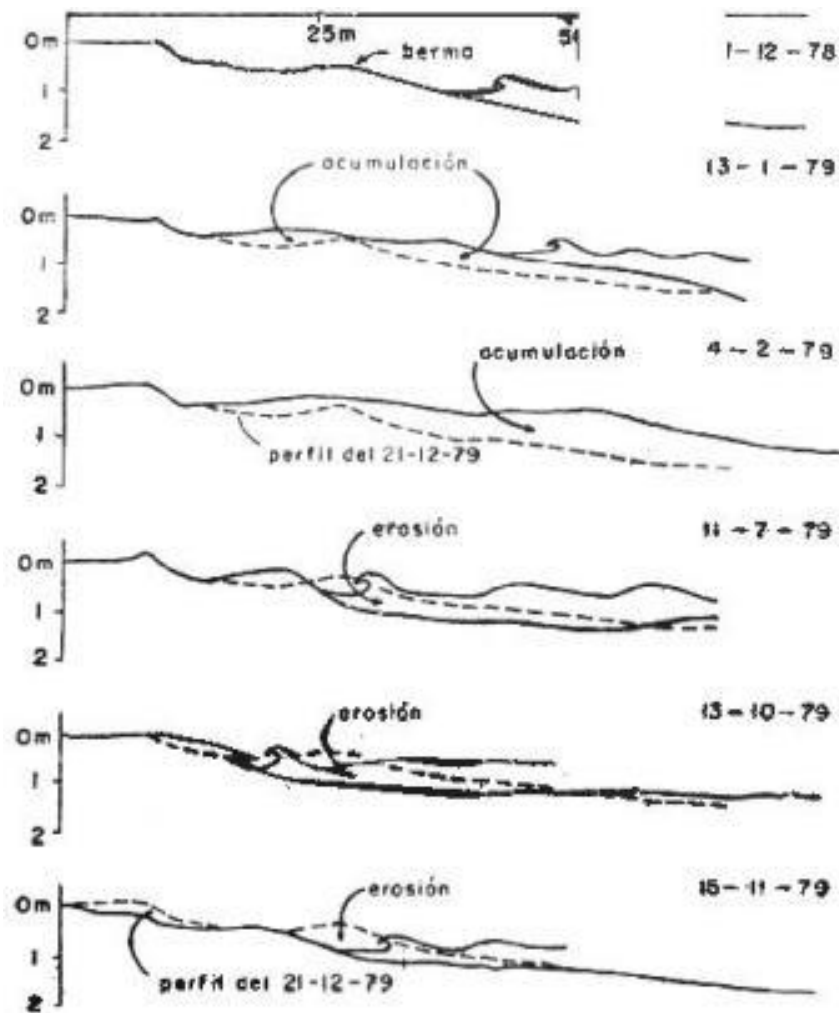 25m
0m
berma
1-12-78
1
2
acumulación
13-1-79
0m
1
2
acumulación
4-2-79
0m
1
perfil del 21-12-79
2
erosión
11-7-79
0m
1
2
erosión
13-10-79
0m
1
2
erosión
15-11-79
0m
1
perfil del 21-12-79
2